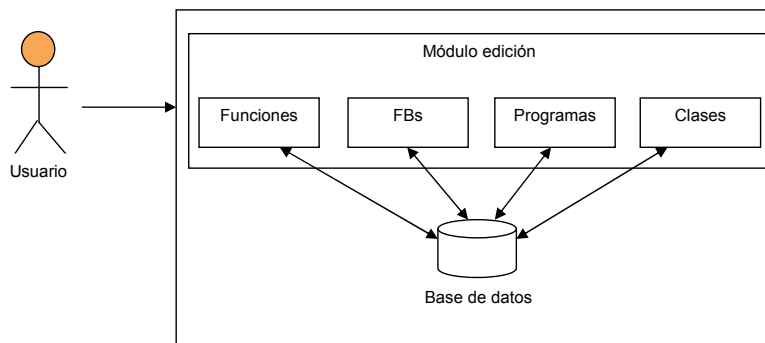 Módulo edición
Funciones
FBs
Programas
Clases
Usuario
Base de datos